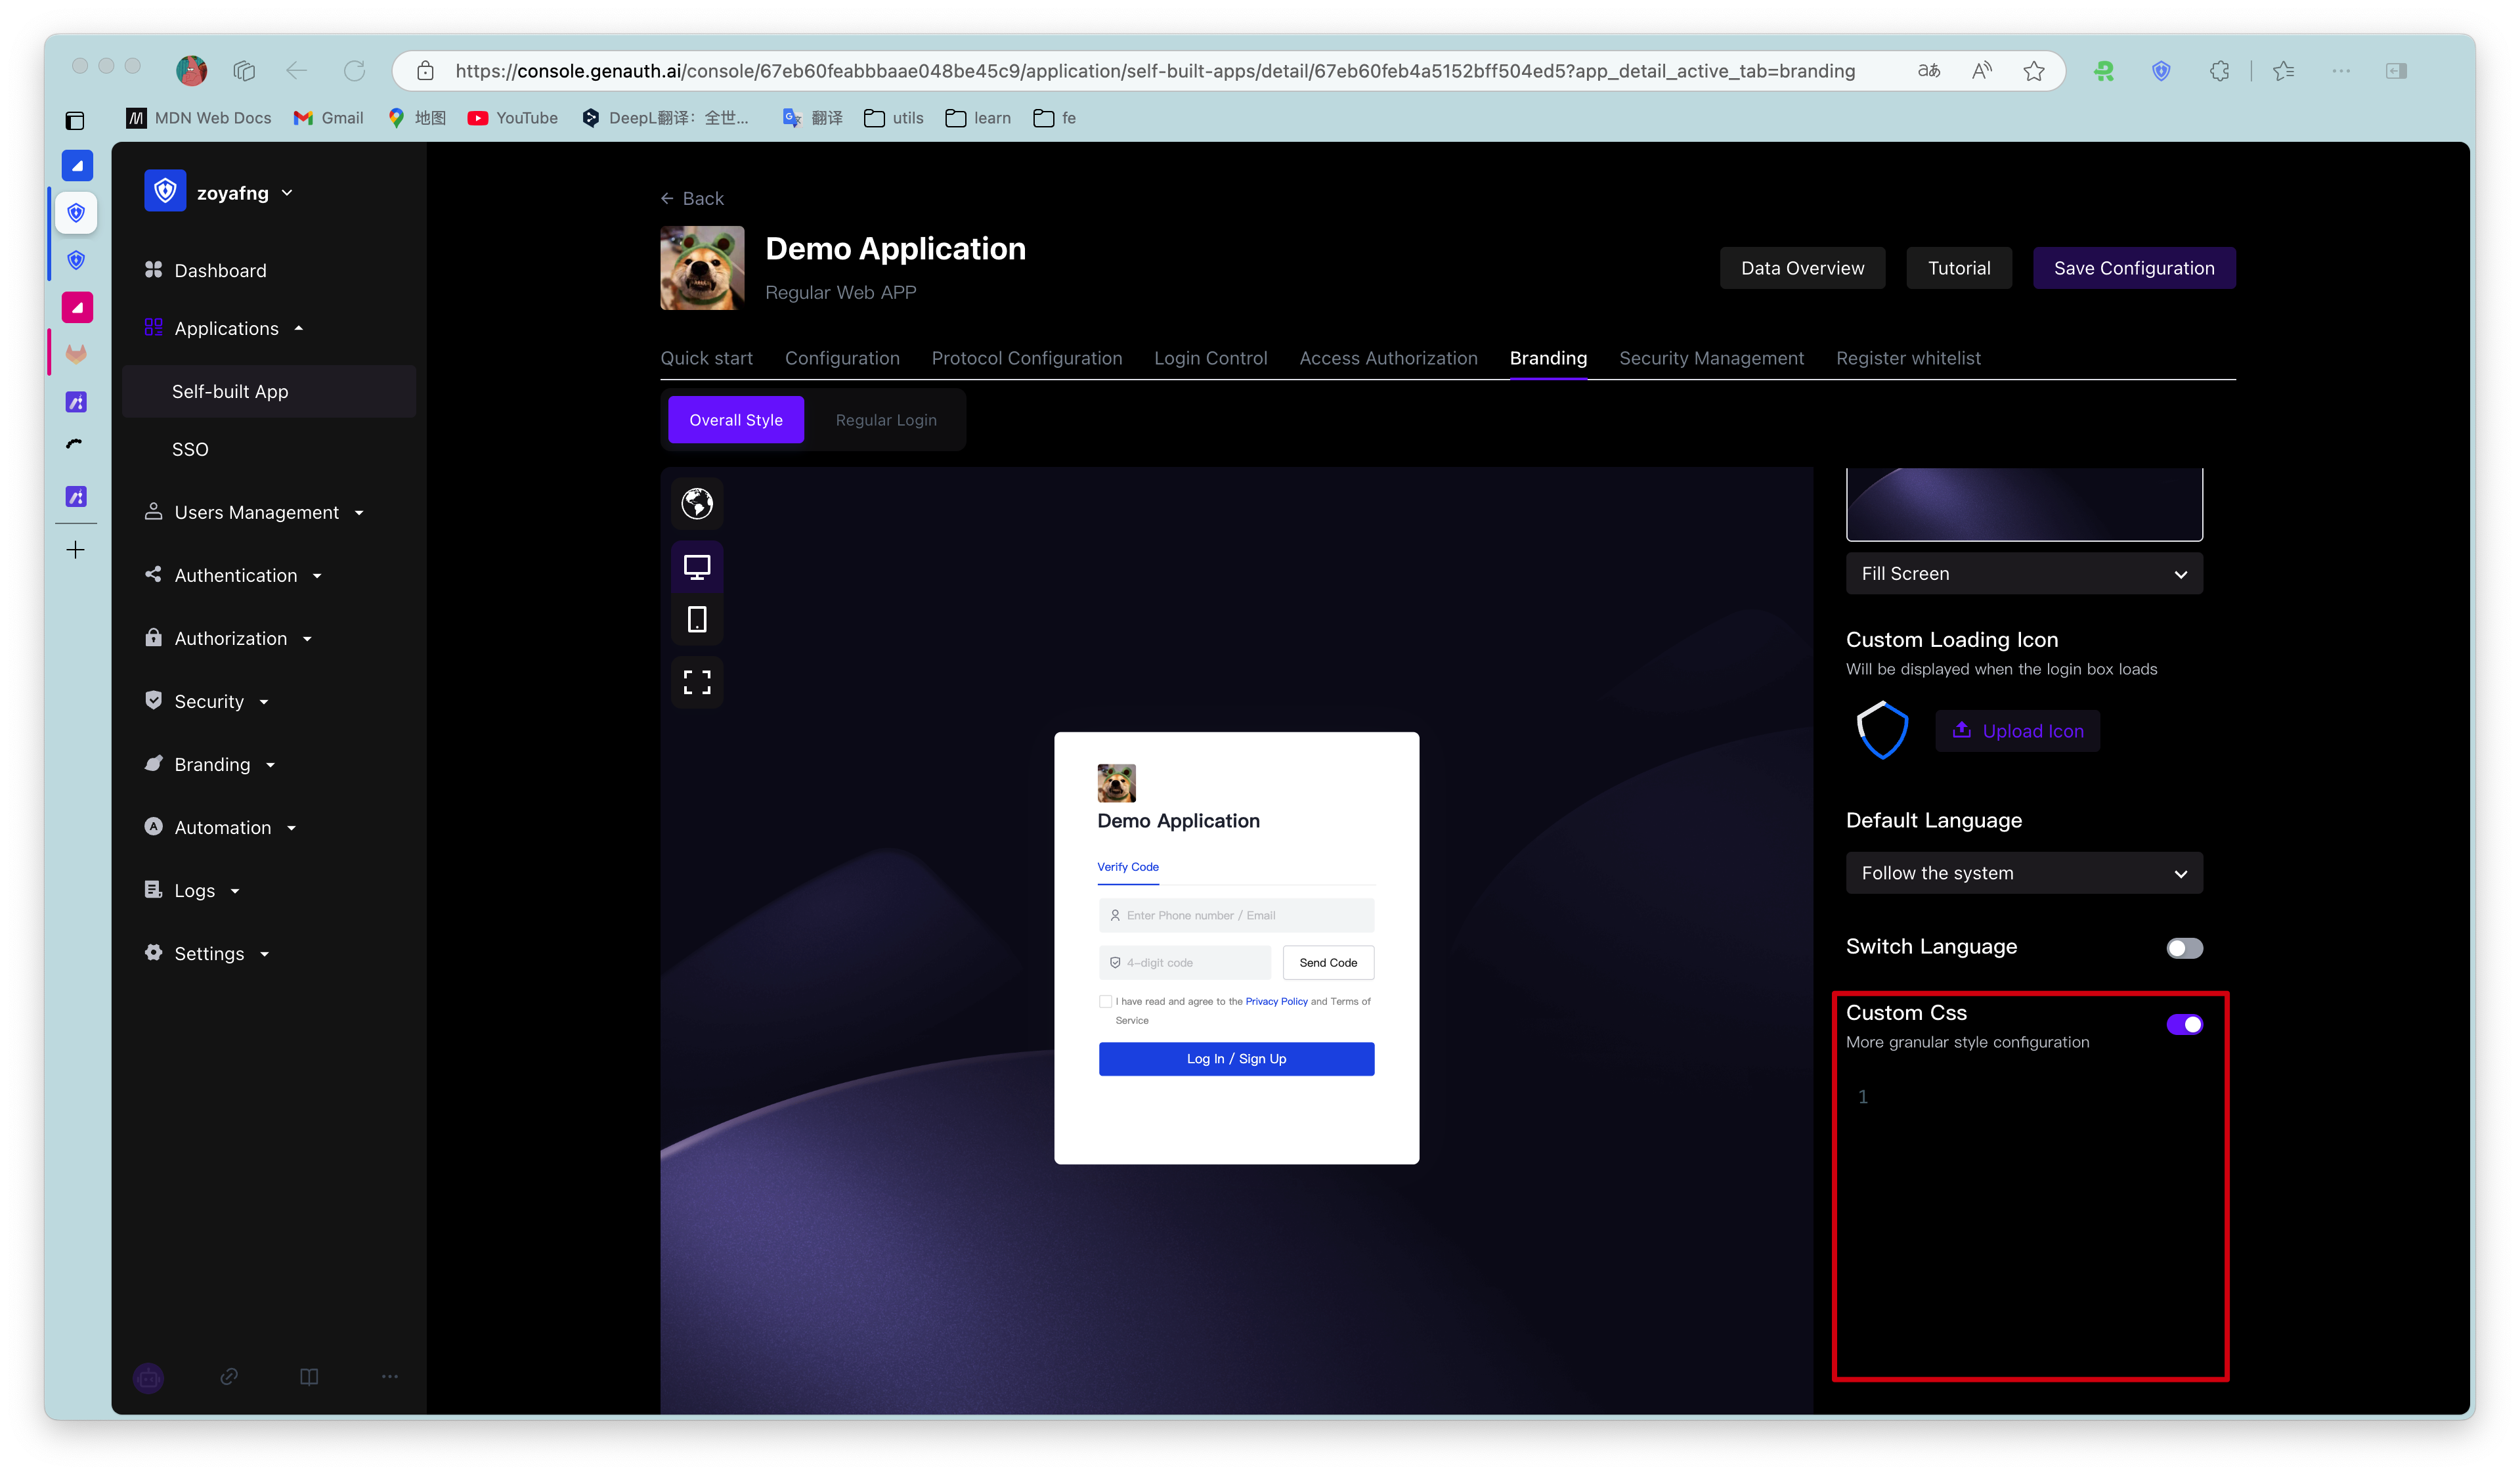 https://console.genauth.ai/console/67eb60feabbbaae048be45c9/application/self-built-apps/detail/67eb60feb4a5152bff504ed5?app_detail_active_tab=branding
aあ
MDN Web Docs
Gmail
地图
YouTube
DeepL翻译：全世...
翻译
utils
learn
fe
zoyafng
Dashboard
Applications
Self-built App
SSO
Users Management
Authentication
Authorization
Security
Branding
Automation
Logs
Settings
Back
Demo Application
Regular Web APP
Data Overview
Tutorial
Save Configuration
Quick start
Configuration
Protocol Configuration
Login Control
Access Authorization
Branding
Security Management
Register whitelist
Overall Style
Regular Login
Demo Application
Verify Code
Enter Phone number / Email
4-digit code
Send Code
I have read and agree to the Privacy Policy and Terms of
Service
Log In / Sign Up
Fill Screen
Custom Loading Icon
Will be displayed when the login box loads
Upload Icon
Default Language
Follow the system
Switch Language
Custom Css
More granular style configuration
1